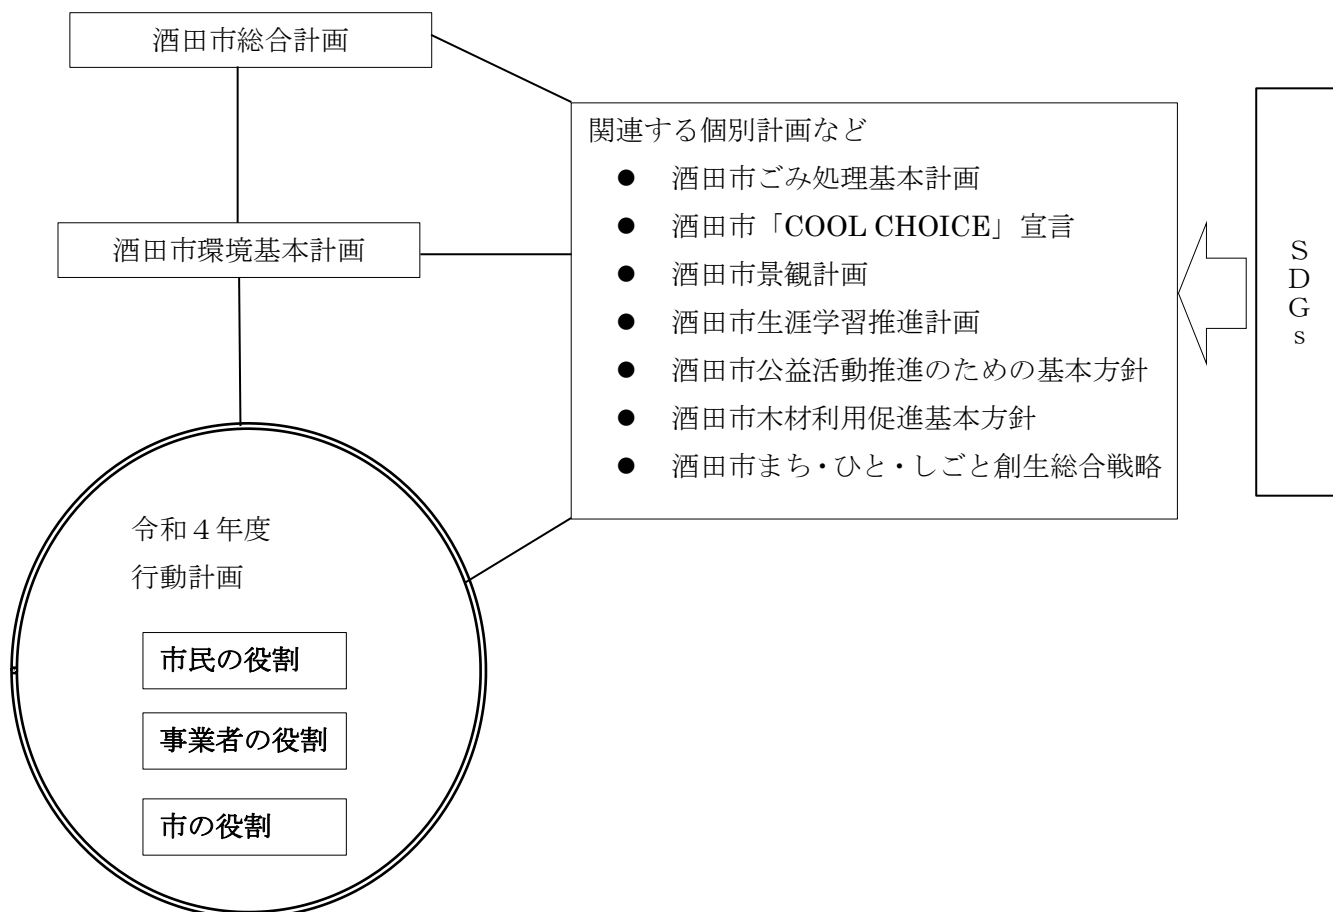 酒田市総合計画
関連する個別計画など
● 酒田市ごみ処理基本計画
● 酒田市「COOL CHOICE」宣言
● 酒田市景観計画
● 酒田市生涯学習推進計画
● 酒田市公益活動推進のための基本方針
● 酒田市木材利用促進基本方針
● 酒田市まち・ひと・しごと創生総合戦略
SDGs
酒田市環境基本計画
令和4年度
行動計画
市民の役割
事業者の役割
市の役割